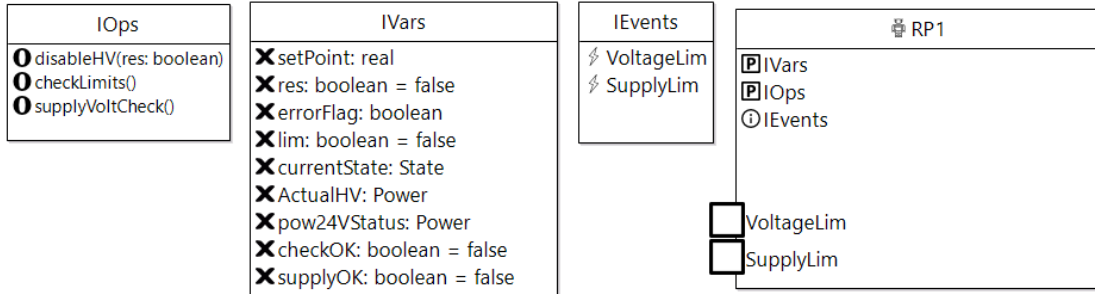 IOps
O disableHV(res: boolean)
O checkLimits()
O supplyVoltCheck()
IVars
X setPoint: real
X res: boolean = false
X errorFlag: boolean
X lim: boolean = false
X currentState: State
X ActualHV: Power
X pow24VStatus: Power
X checkOK: boolean = false
X supplyOK: boolean = false
IEvents
VoltageLim
SupplyLim
RP1
P IVars
P IOps
i IEvents
VoltageLim
SupplyLim